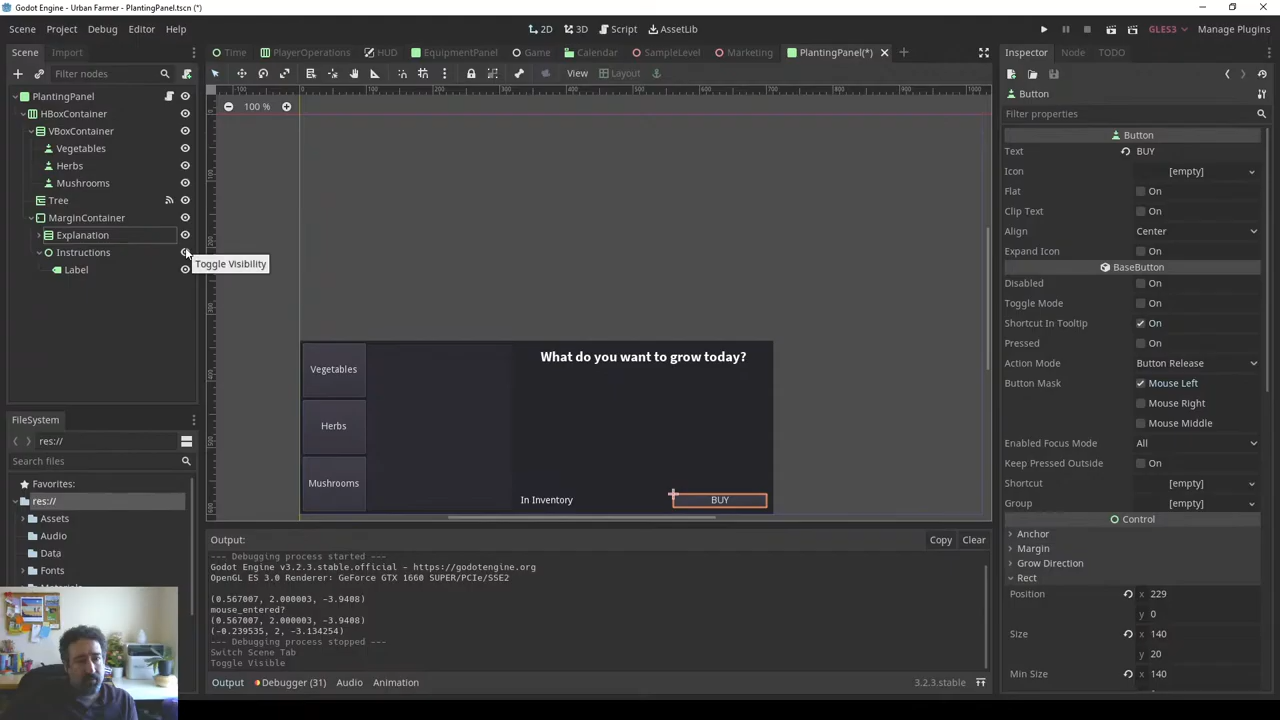 Godot Engine - Urban Farmer - PlantingPanel.tscn (*)
Scene Project Debug Editor Help
2D 3D Script AssetLib
GLES3 Manage Plugins
Scene Import
Time PlayerOperations HUD EquipmentPanel Game Calendar SampleLevel Marketing PlantingPanel(*)
Inspector Node TODO
Filter nodes
View Layout
PlantingPanel
HBoxContainer
VBoxContainer
Vegetables
Herbs
Mushrooms
Tree
MarginContainer
Explanation
Instructions
Label
Toggle Visibility
100 %
What do you want to grow today?
Vegetables
Herbs
Mushrooms
In Inventory
BUY
Button
Filter properties
Button
Text BUY
Icon [empty]
Flat On
Clip Text On
Align Center
Expand Icon On
BaseButton
Disabled On
Toggle Mode On
Shortcut In Tooltip On
Pressed On
Action Mode Button Release
Button Mask Mouse Left
Mouse Right
Mouse Middle
Enabled Focus Mode All
Keep Pressed Outside On
Shortcut [empty]
Group [empty]
Control
Anchor
Margin
Grow Direction
Rect
Position x 229
y 0
Size x 140
y 20
Min Size x 140
FileSystem
res://
Search files
Favorites:
res://
Assets
Audio
Data
Fonts
Output:
Copy Clear
--- Debugging process started ---
Godot Engine v3.2.3.stable.official - https://godotengine.org
OpenGL ES 3.0 Renderer: GeForce GTX 1660 SUPER/PCIe/SSE2
(0.567007, 2.000003, -3.9408)
mouse_entered?
(0.567007, 2.000003, -3.9408)
(-0.239535, 2, -3.134254)
--- Debugging process stopped ---
Switch Scene Tab
Toggle Visible
Output Debugger (31) Audio Animation
3.2.3.stable